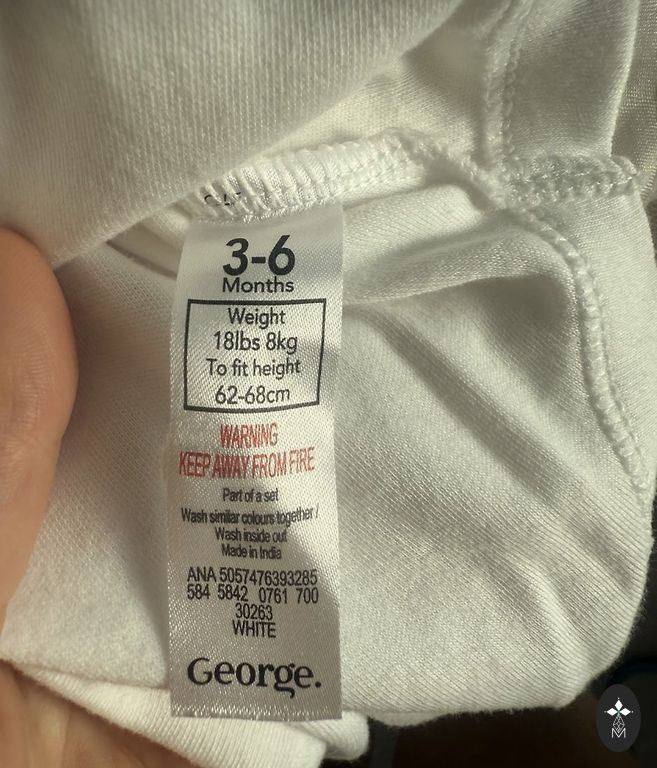 3-6
Months
Weight
18lbs 8kg
To fit height
62-68cm
WARNING
KEEP AWAY FROM FIRE
Part of a set
Wash similar colours together /
Wash inside out
Made in India
ANA 5057476393285
584 5842 0761 700
30263
WHITE
George.
M